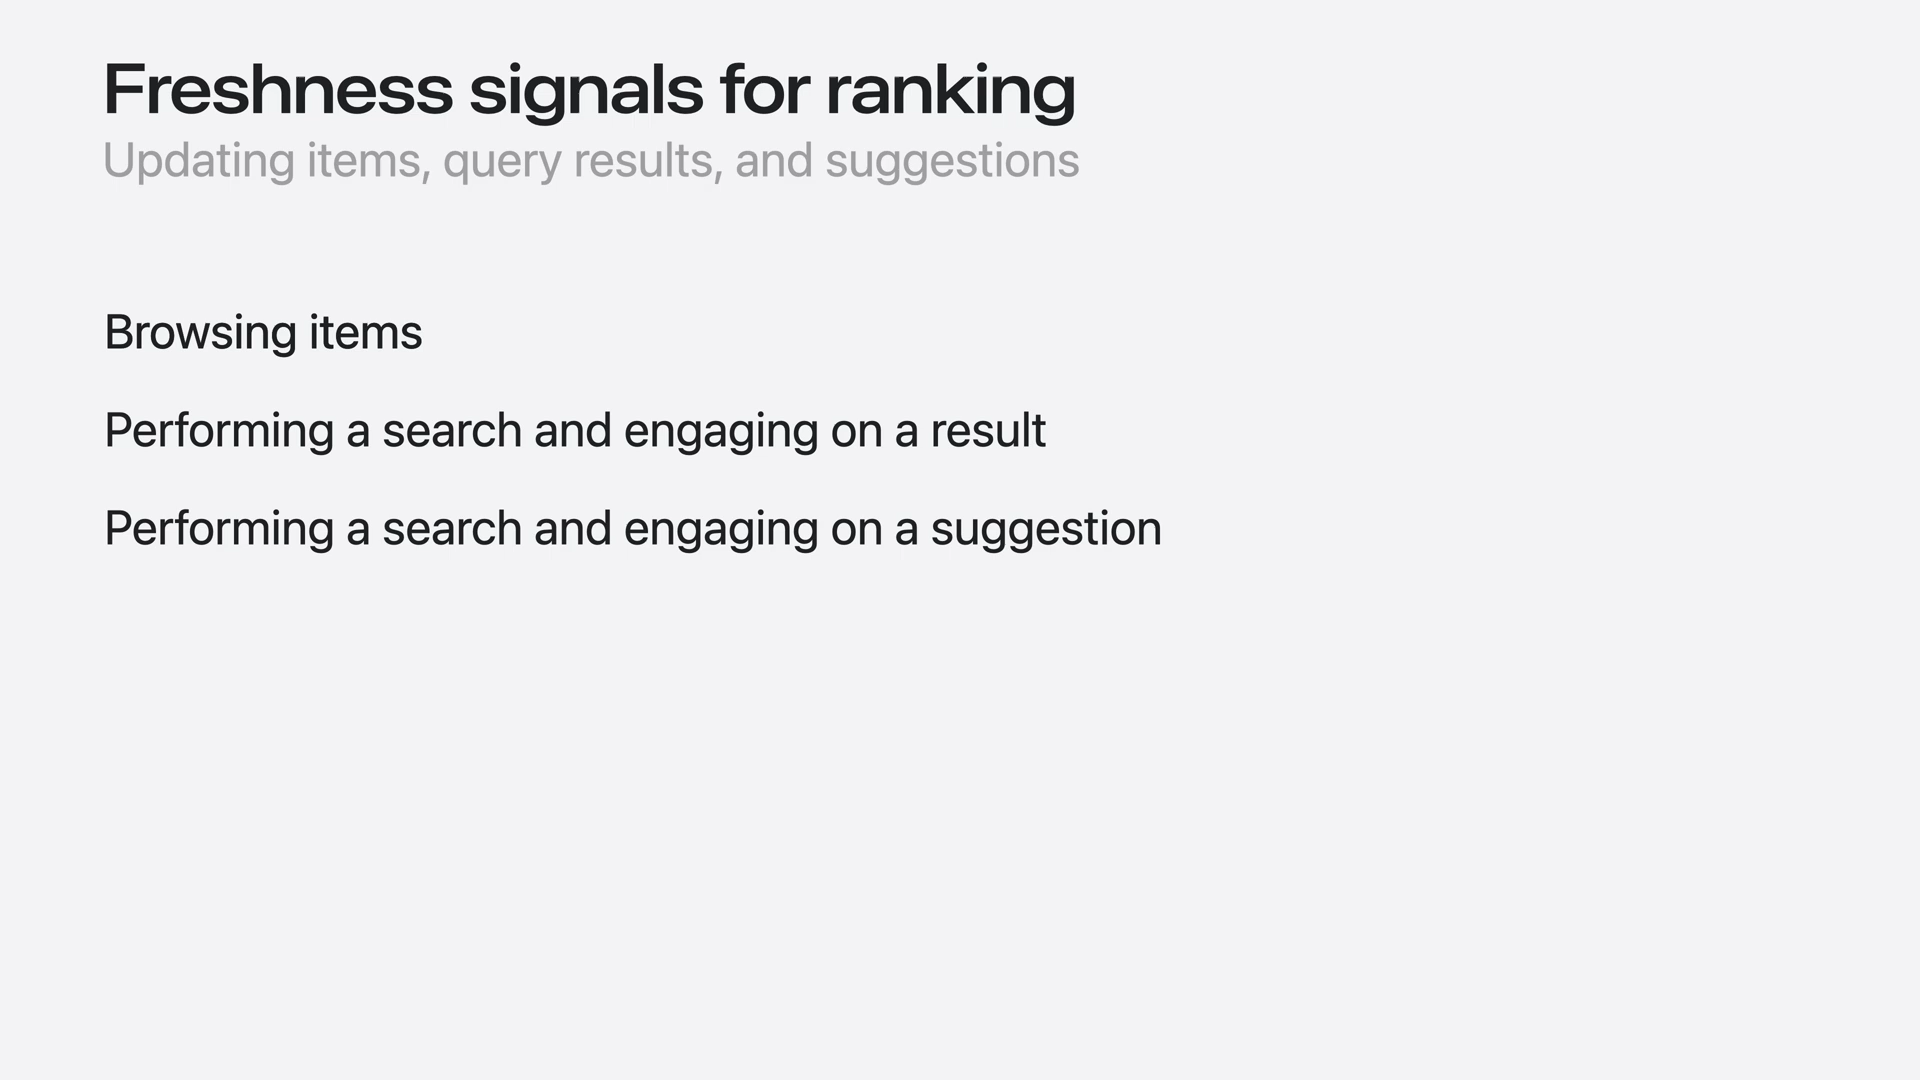 Freshness signals for ranking
Updating items, query results, and suggestions
Browsing items
Performing a search and engaging on a result
Performing a search and engaging on a suggestion